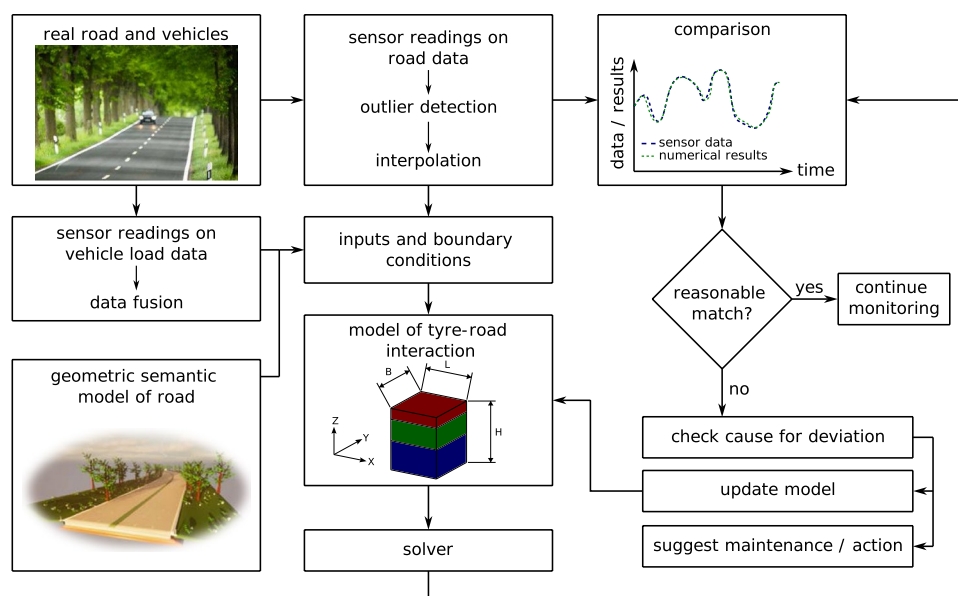 real road and vehicles
sensor readings on
vehicle load data
data fusion
geometric semantic
model of road
sensor readings on
road data
outlier detection
interpolation
inputs and boundary
conditions
model of tyre-road
interaction
B
L
H
Z
Y
X
solver
comparison
data / results
sensor data
numerical results
time
reasonable
match?
yes
continue
monitoring
no
check cause for deviation
update model
suggest maintenance / action